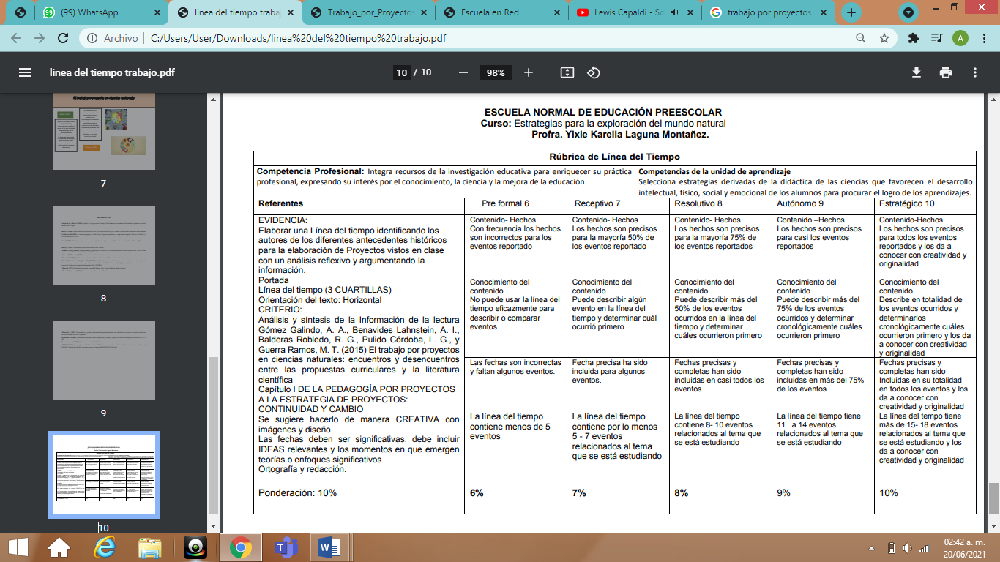 (99) WhatsApp
linea del tiempo traba
Trabajo_por_Proyectos
Escuela en Red
Lewis Capaldi - So
trabajo por proyectos
Archivo
C:/Users/User/Downloads/linea%20del%20tiempo%20trabajo.pdf
A
linea del tiempo trabajo.pdf
10 / 10
98%
7
8
9
10
ESCUELA NORMAL DE EDUCACIÓN PREESCOLAR
Curso: Estrategias para la exploración del mundo natural
Profra. Yixie Karelia Laguna Montañez.
Rúbrica de Línea del Tiempo
Competencia Profesional: Integra recursos de la investigación educativa para enriquecer su práctica
profesional, expresando su interés por el conocimiento, la ciencia y la mejora de la educación
Competencias de la unidad de aprendizaje
Selecciona estrategias derivadas de la didáctica de las ciencias que favorecen el desarrollo
intelectual, físico, social y emocional de los alumnos para procurar el logro de los aprendizajes.
Referentes
Pre formal 6
Receptivo 7
Resolutivo 8
Autónomo 9
Estratégico 10
EVIDENCIA:
Elaborar una Línea del tiempo identificando los
autores de los diferentes antecedentes históricos
para la elaboración de Proyectos vistos en clase
con un análisis reflexivo y argumentando la
información.
Portada
Línea del tiempo (3 CUARTILLAS)
Orientación del texto: Horizontal
CRITERIO:
Análisis y síntesis de la Información de la lectura
Gómez Galindo, A. A., Benavides Lahnstein, A. I.,
Balderas Robledo, R. G., Pulido Córdoba, L. G., y
Guerra Ramos, M. T. (2015) El trabajo por proyectos
en ciencias naturales: encuentros y desencuentros
entre las propuestas curriculares y la literatura
científica
Capítulo I DE LA PEDAGOGÍA POR PROYECTOS
A LA ESTRATEGIA DE PROYECTOS:
CONTINUIDAD Y CAMBIO
Se sugiere hacerlo de manera CREATIVA con
imágenes y diseño.
Las fechas deben ser significativas, debe incluir
IDEAS relevantes y los momentos en que emergen
teorías o enfoques significativos
Ortografía y redacción.
Contenido- Hechos
Con frecuencia los hechos
son incorrectos para los
eventos reportado
Contenido- Hechos
Los hechos son precisos
para la mayoría 50% de
los eventos reportado
Contenido- Hechos
Los hechos son precisos
para la mayoría 75% de
los eventos reportados
Contenido –Hechos
Los hechos son precisos
para casi los eventos
reportados
Contenido-Hechos
Los hechos son precisos
para todos los eventos
reportados y los da a
conocer con creatividad y
originalidad
Conocimiento del
contenido
No puede usar la línea del
tiempo eficazmente para
describir o comparar
eventos
Conocimiento del
contenido
Puede describir algún
evento en la línea del
tiempo y determinar cuál
ocurrió primero
Conocimiento del
contenido
Puede describir más del
50% de los eventos
ocurridos en la línea del
tiempo y determinar
cuáles ocurrieron primero
Conocimiento del
contenido
Puede describir más del
75% de los eventos
ocurridos y determinar
cronológicamente cuáles
ocurrieron primero
Conocimiento del
contenido
Describe en totalidad de
los eventos ocurridos y
determinarlos
cronológicamente cuáles
ocurrieron primero y los da
a conocer con creatividad
y originalidad
Las fechas son incorrectas
y faltan algunos eventos.
Fecha precisa ha sido
incluida para algunos
eventos.
Fechas precisas y
completas han sido
incluidas en casi todos los
eventos
Fechas precisas y
completas han sido
incluidas en más del 75%
de los eventos
Fechas precisas y
completas han sido
Incluidas en su totalidad
en todos los eventos y los
da a conocer con
creatividad y originalidad
La línea del tiempo
contiene menos de 5
eventos
La línea del tiempo
contiene por lo menos
5 - 7 eventos
relacionados al tema
que se está estudiando
La línea del tiempo
contiene 8- 10 eventos
relacionados al tema que
se está estudiando
La línea del tiempo tiene
11 a 14 eventos
relacionados al tema que
se está estudiando
La línea del tiempo tiene
más de 15- 18 eventos
relacionados al tema que
se está estudiando y los
da a conocer con
creatividad y originalidad
Ponderación: 10%
6%
7%
8%
9%
10%
02:42 a. m.
20/06/2021